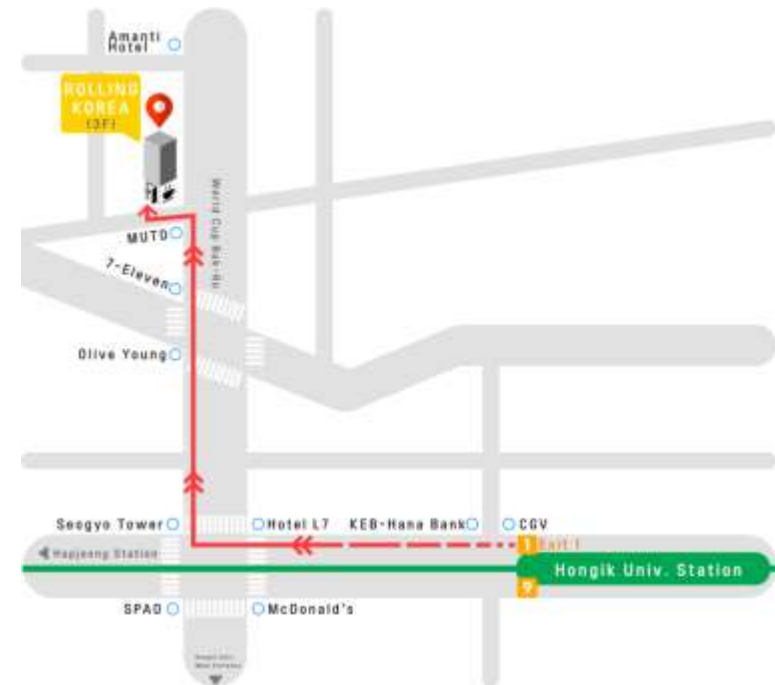 Amanti
Hotel
ROLLING
KOREA
(3F)
World Cup Buk-Ro
MUTO
7-Eleven
Olive Young
Seogyo Tower
Hotel L7
KEB-Hana Bank
CGV
Hapjeong Station
1
Exit 1
Hongik Univ. Station
9
SPAO
McDonald's